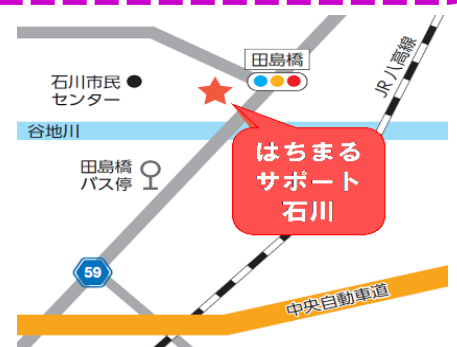 田島橋
JR 八高線
石川市民
センター
谷地川
はちまる
サポート
石川
田島橋
バス停
59
中央自動車道